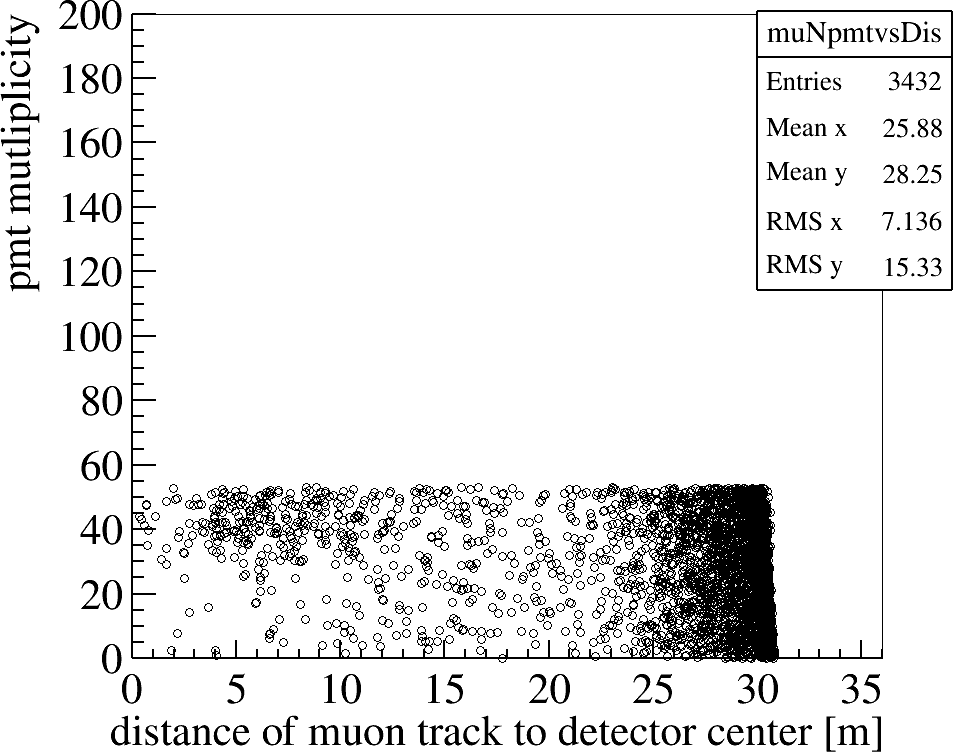 muNpmtvsDis
Entries 3432
Mean x 25.88
Mean y 28.25
RMS x 7.136
RMS y 15.33
pmt mutliplicity
200
180
160
140
120
100
80
60
40
20
0
0 5 10 15 20 25 30 35
distance of muon track to detector center [m]